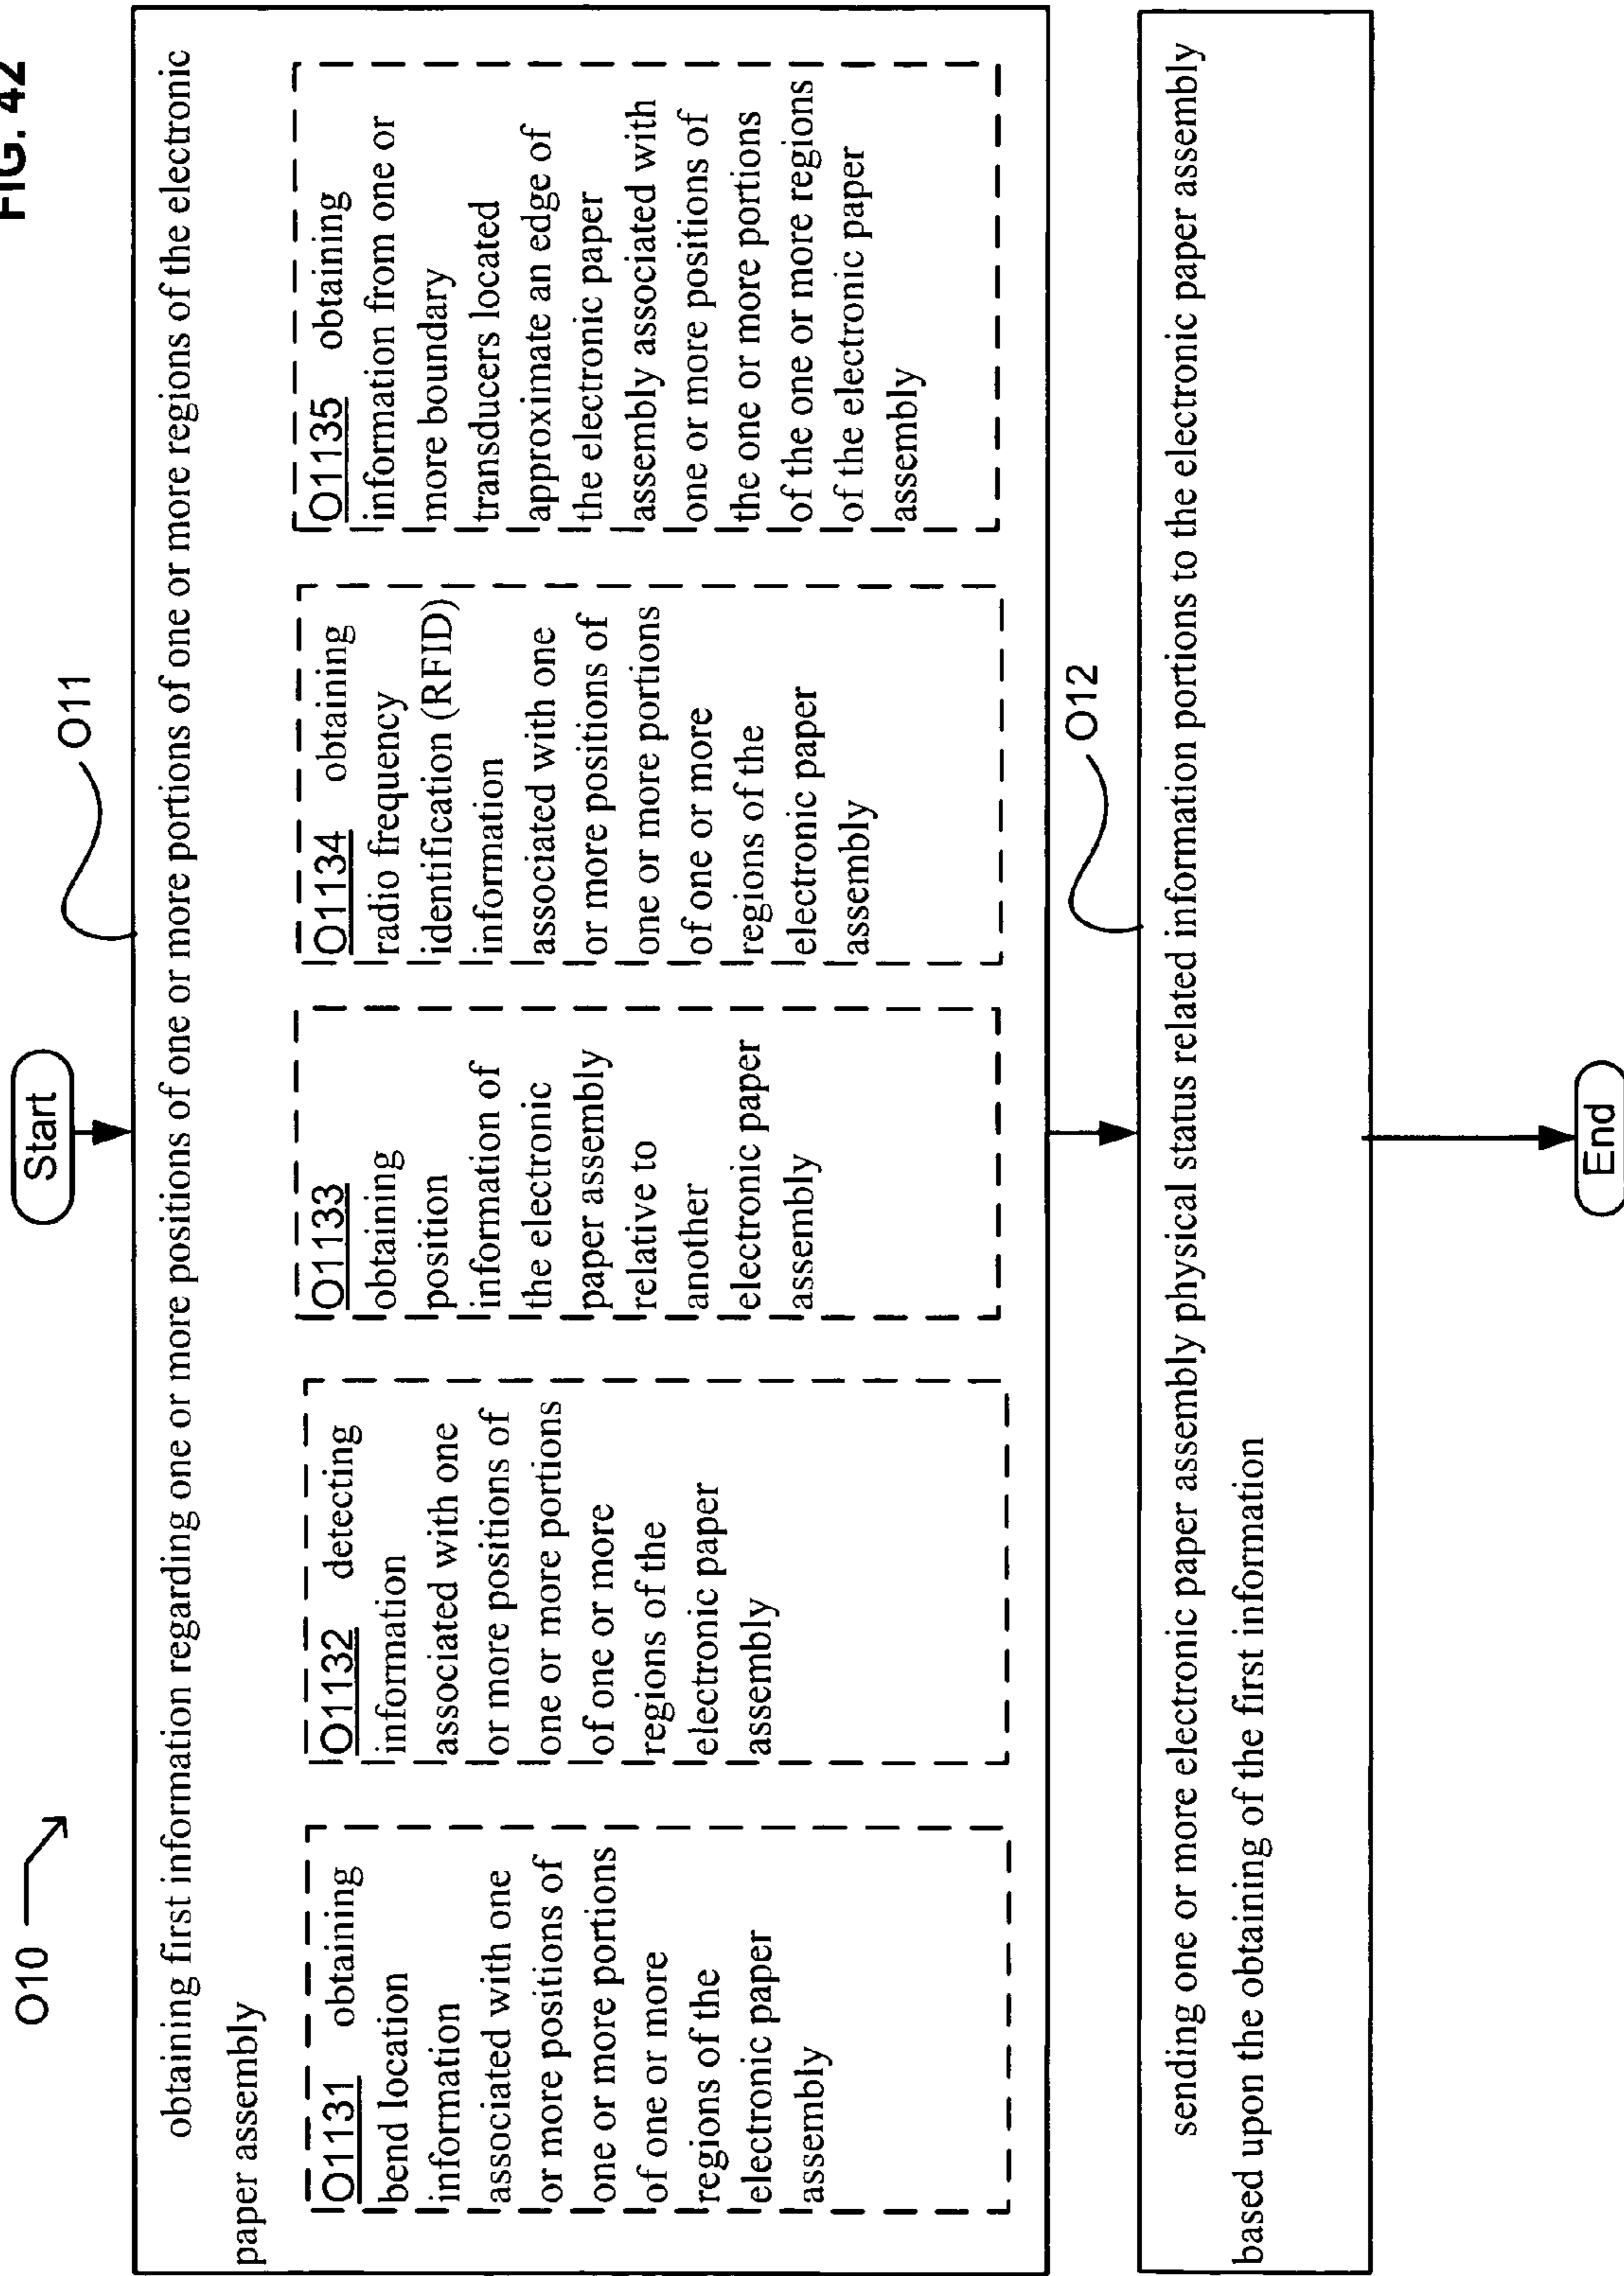 FIG. 42
O10
Start
O11
obtaining first information regarding one or more positions of one or more portions of one or more regions of the electronic
paper assembly
O1131 obtaining
bend location
information
associated with one
or more positions of
one or more portions
of one or more
regions of the
electronic paper
assembly
O1132 detecting
information
associated with one
or more positions of
one or more portions
of one or more
regions of the
electronic paper
assembly
O1133
obtaining
position
information of
the electronic
paper assembly
relative to
another
electronic paper
assembly
O1134 obtaining
radio frequency
identification (RFID)
information
associated with one
or more positions of
one or more portions
of one or more
regions of the
electronic paper
assembly
O1135 obtaining
information from one or
more boundary
transducers located
approximate an edge of
the electronic paper
assembly associated with
one or more positions of
the one or more portions
of the one or more regions
of the electronic paper
assembly
O12
sending one or more electronic paper assembly physical status related information portions to the electronic paper assembly
based upon the obtaining of the first information
End